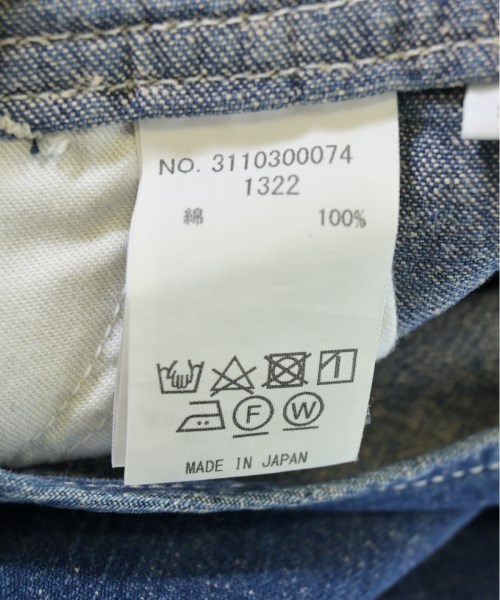 NO. 3110300074
1322
綿 100%
F W
MADE IN JAPAN